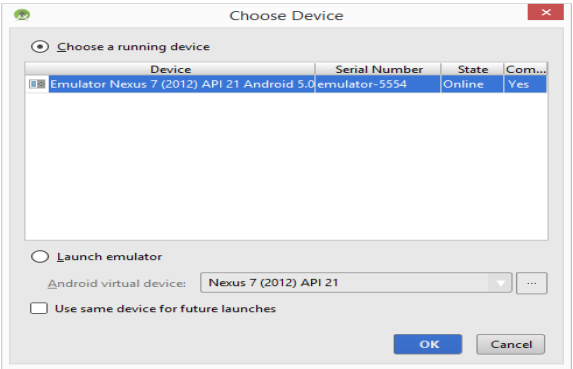 Choose Device
Choose a running device
Device Serial Number State Com...
Emulator Nexus 7 (2012) API 21 Android 5.0 emulator-5554 Online Yes
Launch emulator
Android virtual device: Nexus 7 (2012) API 21 ...
Use same device for future launches
OK Cancel